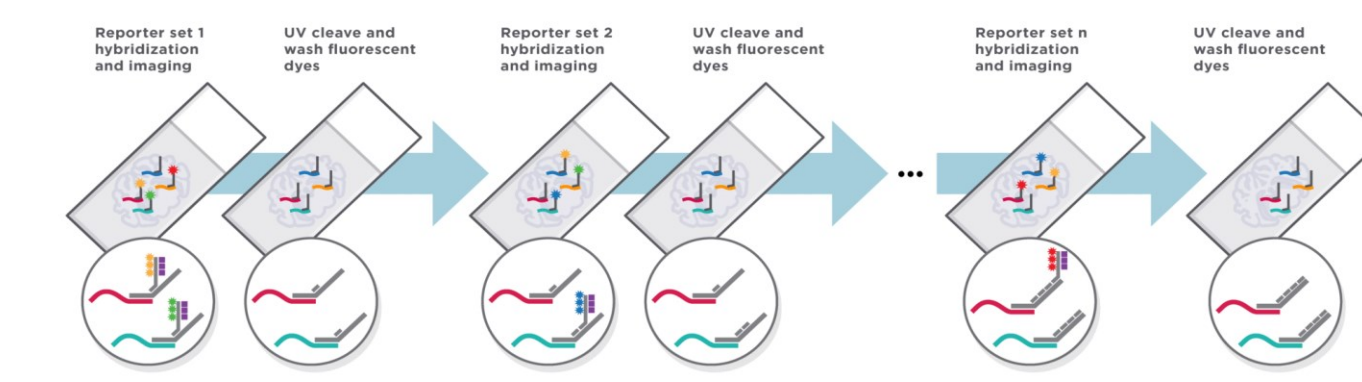 Reporter set 1
hybridization
and imaging
UV cleave and
wash fluorescent
dyes
Reporter set 2
hybridization
and imaging
UV cleave and
wash fluorescent
dyes
...
Reporter set n
hybridization
and imaging
UV cleave and
wash fluorescent
dyes